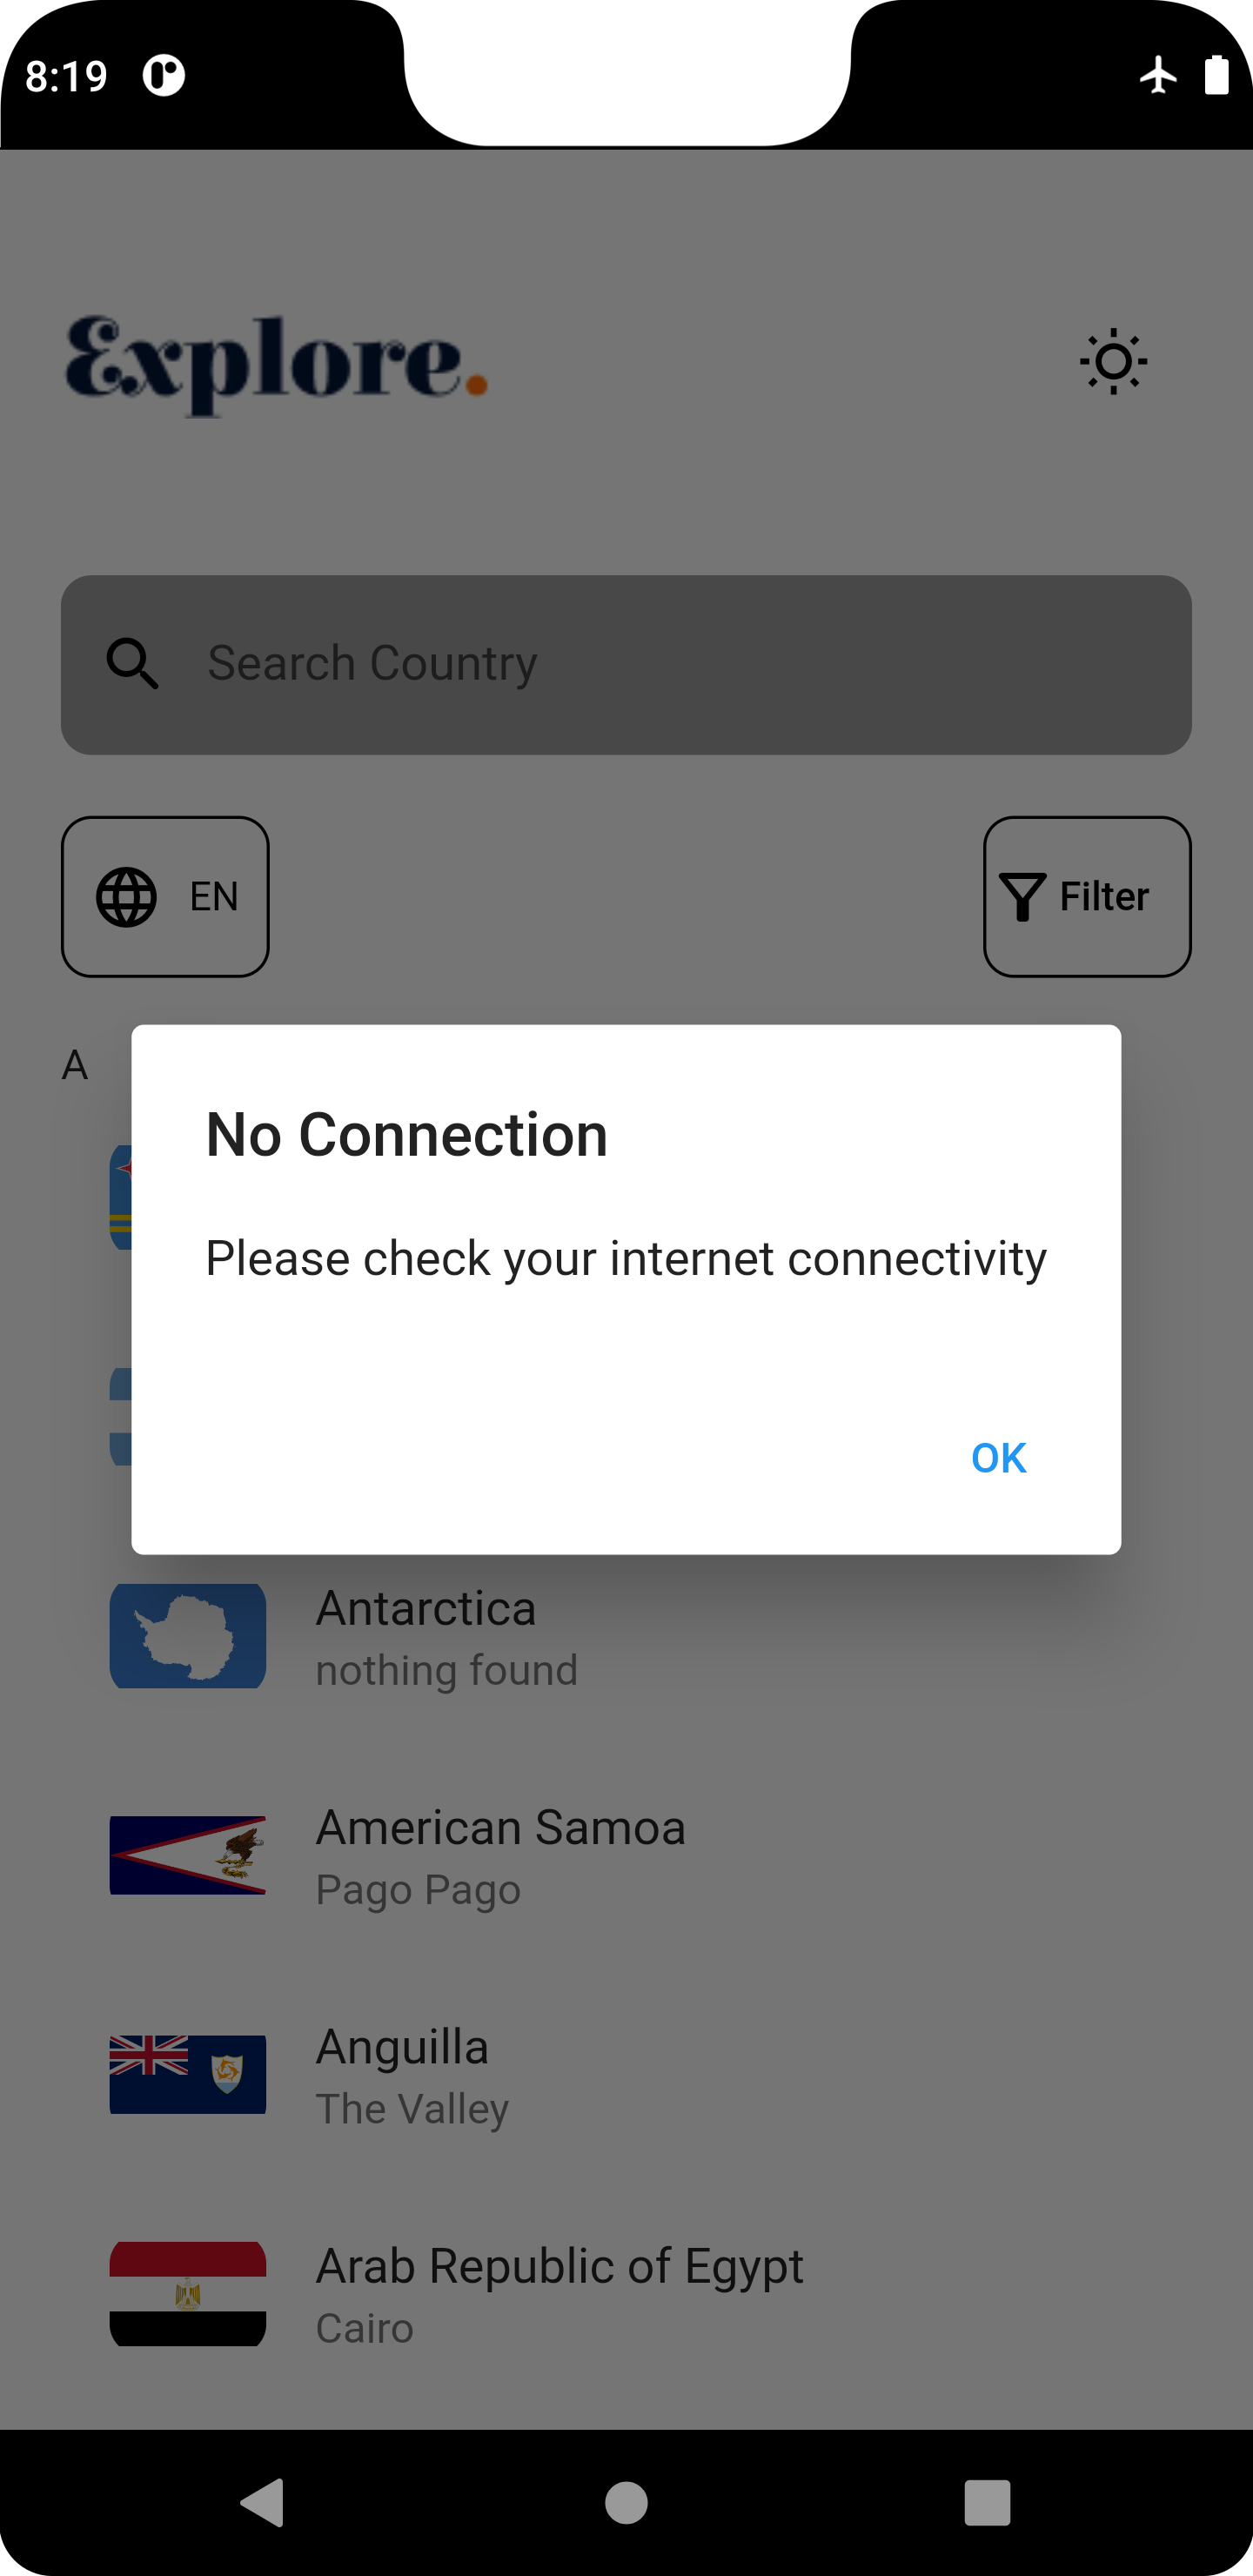 8:19
Explore.
Search Country
EN
Filter
A
No Connection
Please check your internet connectivity
OK
Antarctica
nothing found
American Samoa
Pago Pago
Anguilla
The Valley
Arab Republic of Egypt
Cairo